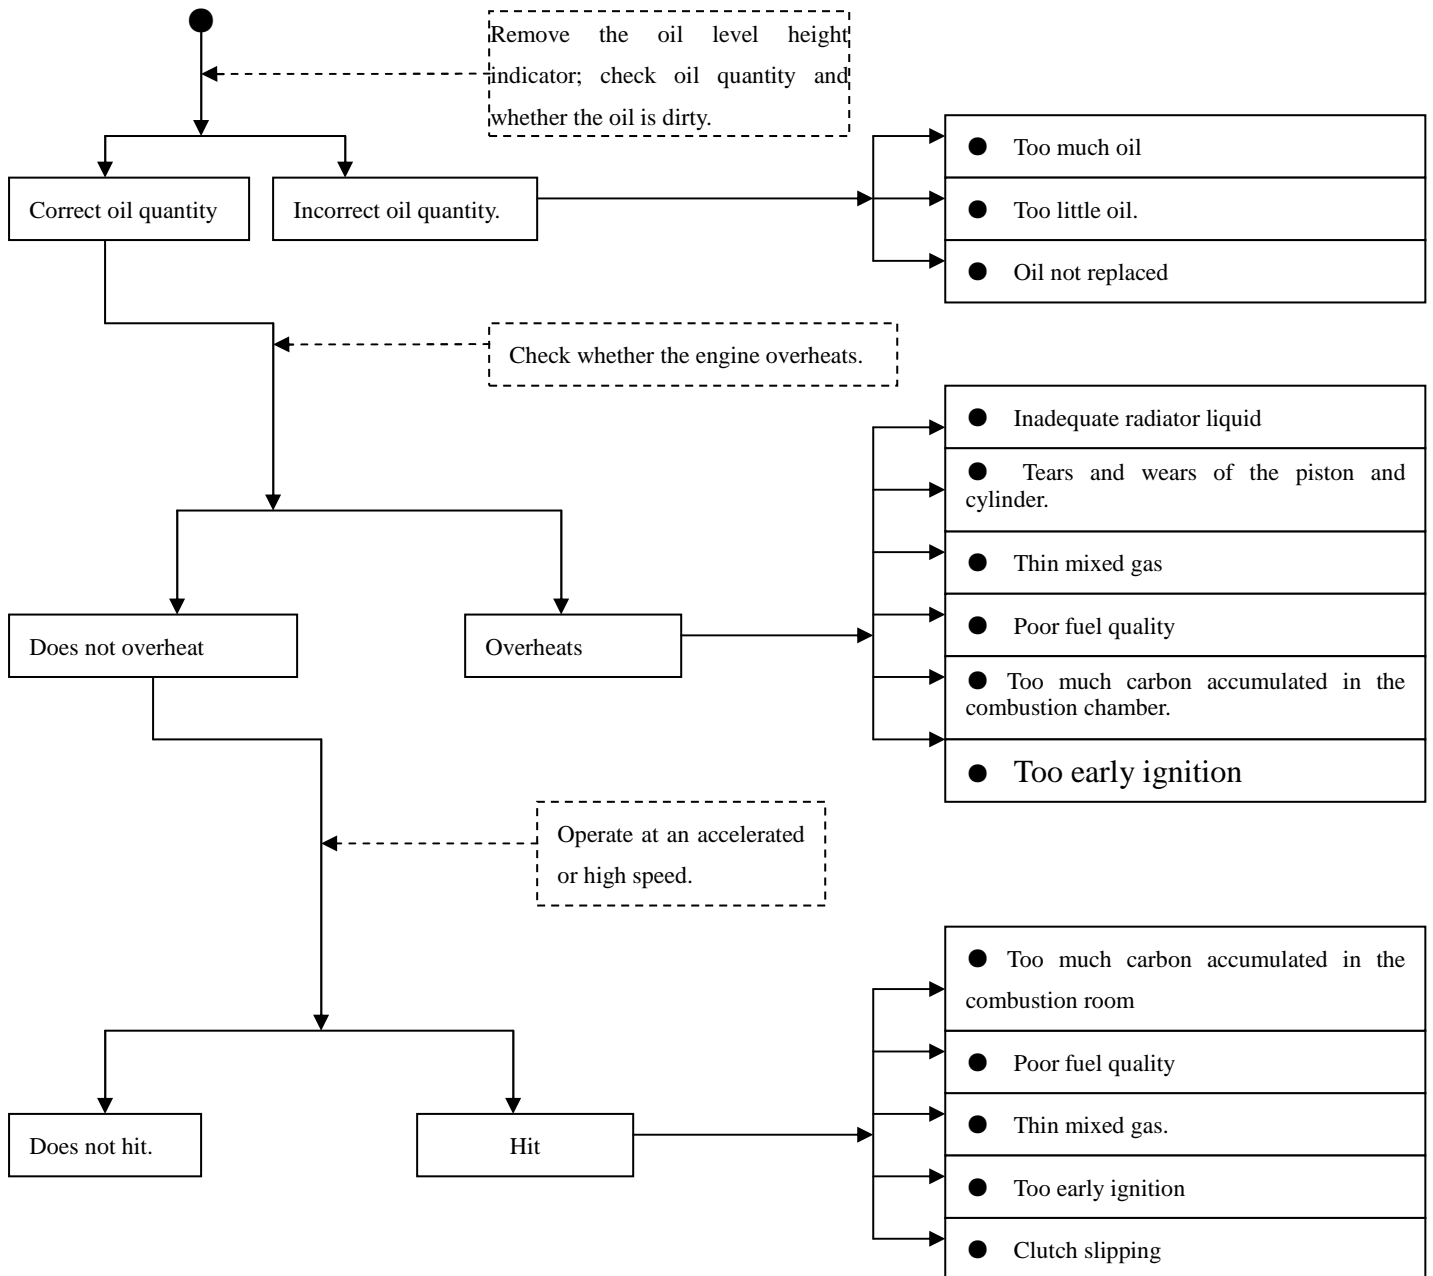 Remove the oil level height
indicator; check oil quantity and
whether the oil is dirty.
● Too much oil
Correct oil quantity
Incorrect oil quantity.
● Too little oil.
● Oil not replaced
Check whether the engine overheats.
● Inadequate radiator liquid
● Tears and wears of the piston and
cylinder.
● Thin mixed gas
● Poor fuel quality
Does not overheat
Overheats
● Too much carbon accumulated in the
combustion chamber.
● Too early ignition
Operate at an accelerated
or high speed.
● Too much carbon accumulated in the
combustion room
● Poor fuel quality
● Thin mixed gas.
Does not hit.
Hit
● Too early ignition
● Clutch slipping